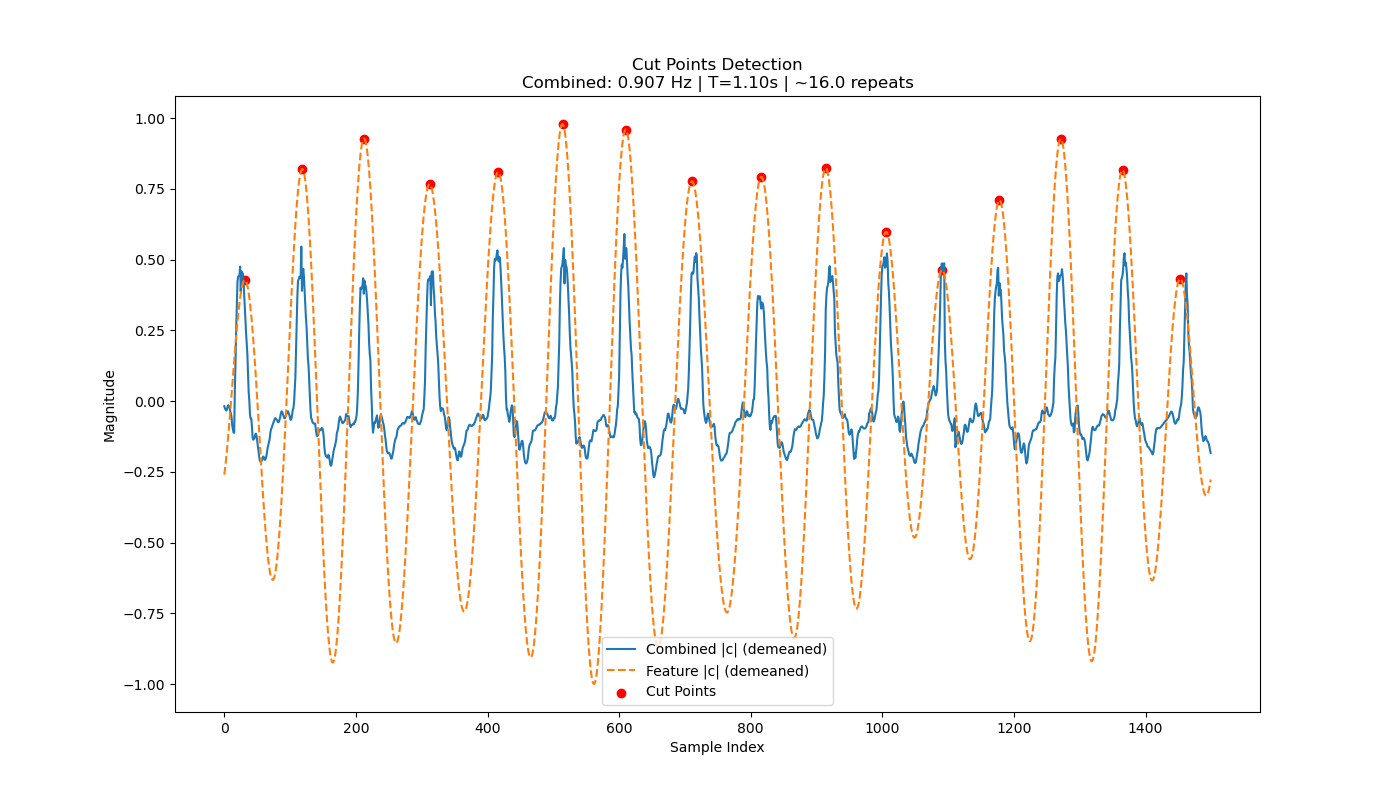 Cut Points Detection
Combined: 0.907 Hz | T=1.10s | ~16.0 repeats
1.00
0.75
0.50
0.25
0.00
−0.25
−0.50
−0.75
−1.00
Magnitude
Combined |c| (demeaned)
Feature |c| (demeaned)
Cut Points
0 200 400 600 800 1000 1200 1400
Sample Index